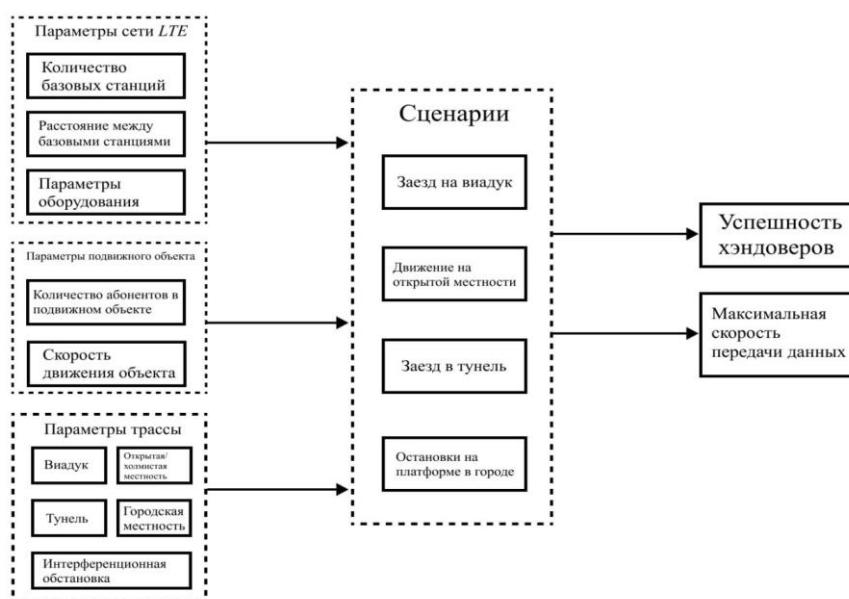 Параметры сети LTE
Количество
базовых станций
Расстояние между
базовыми станциями
Параметры
оборудования
Параметры подвижного объекта
Количество абонентов в
подвижном объекте
Скорость
движения объекта
Параметры трассы
Виадук
Открытая/
холмистая
местность
Тунель
Городская
местность
Интерференционная
обстановка
Сценарии
Заезд на виадук
Движение на
открытой местности
Заезд в тунель
Остановки на
платформе в городе
Успешность
хэндоверов
Максимальная
скорость
передачи данных